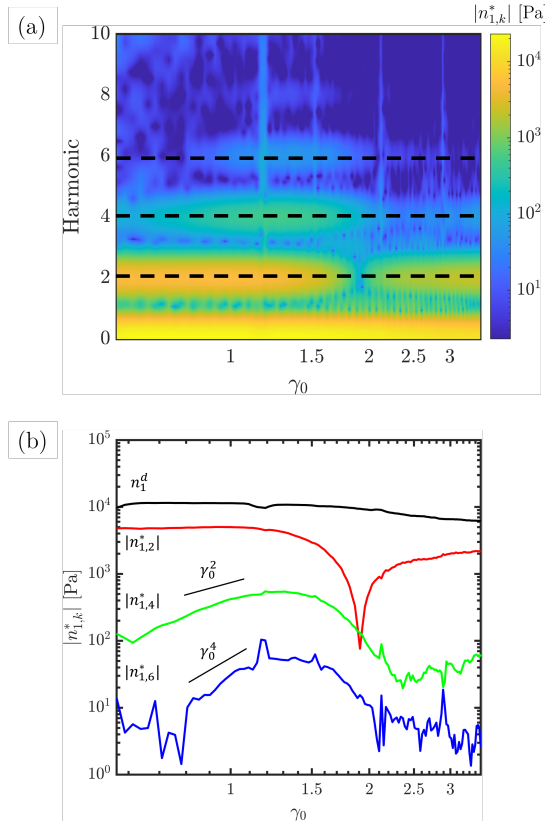 (a)
|n*1,k| [Pa]
10
8
6
4
2
0
Harmonic
10⁴
10³
10²
10¹
1
1.5
2
2.5
3
γ₀
(b)
10⁵
10⁴
10³
10²
10¹
10⁰
|n*1,k| [Pa]
n₁ᵈ
|n*1,2|
γ₀²
|n*1,4|
γ₀⁴
|n*1,6|
1
1.5
2
2.5
3
γ₀